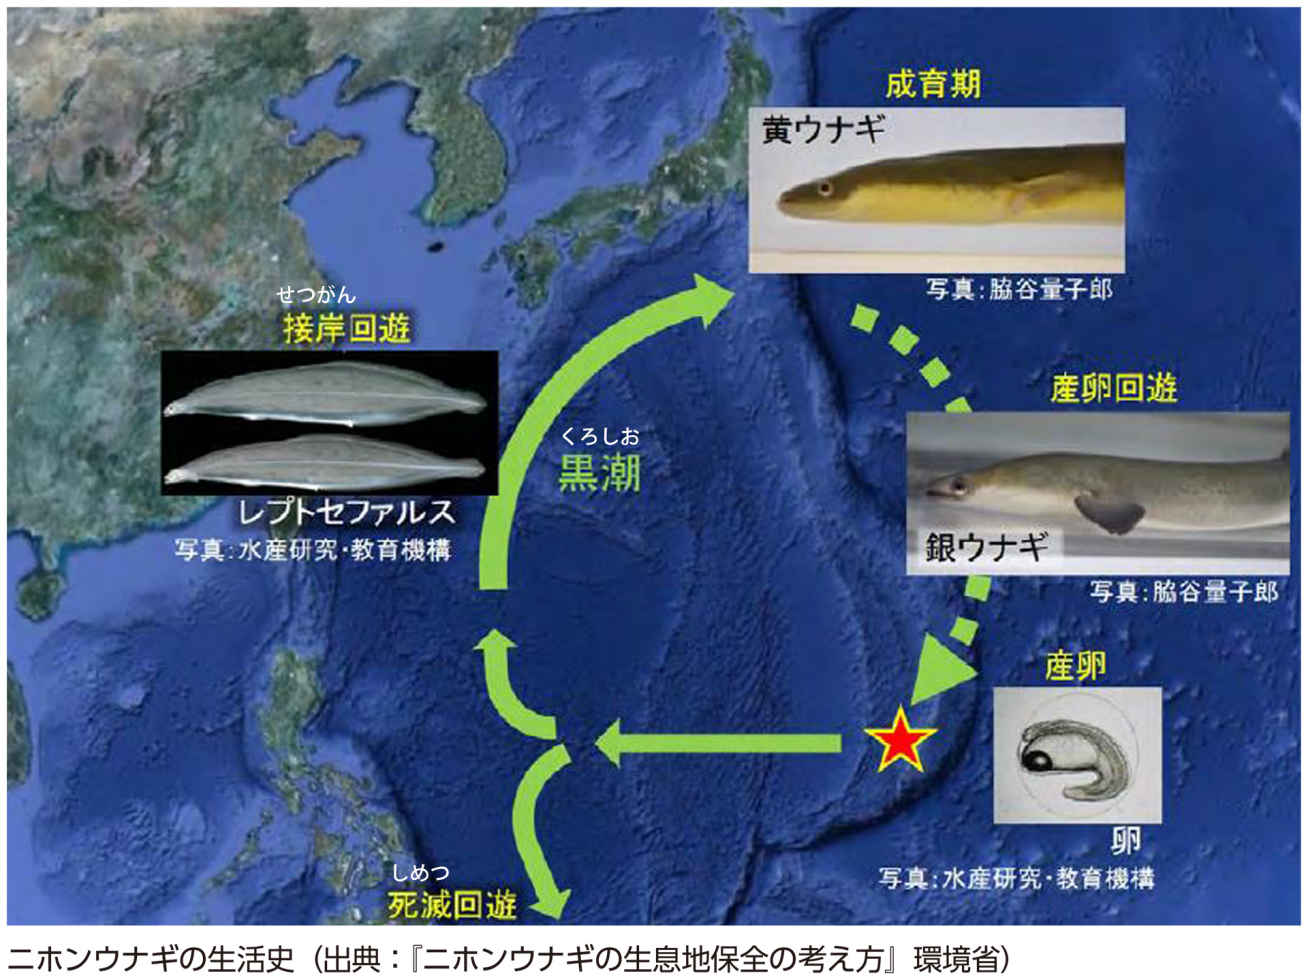 成育期
黄ウナギ
写真：脇谷量子郎
せつがん
接岸回遊
レプトセファルス
写真：水産研究・教育機構
くろしお
黒潮
産卵回遊
銀ウナギ
写真：脇谷量子郎
産卵
卵
写真：水産研究・教育機構
しめつ
死滅回遊
ニホンウナギの生活史（出典：『ニホンウナギの生息地保全の考え方』環境省）